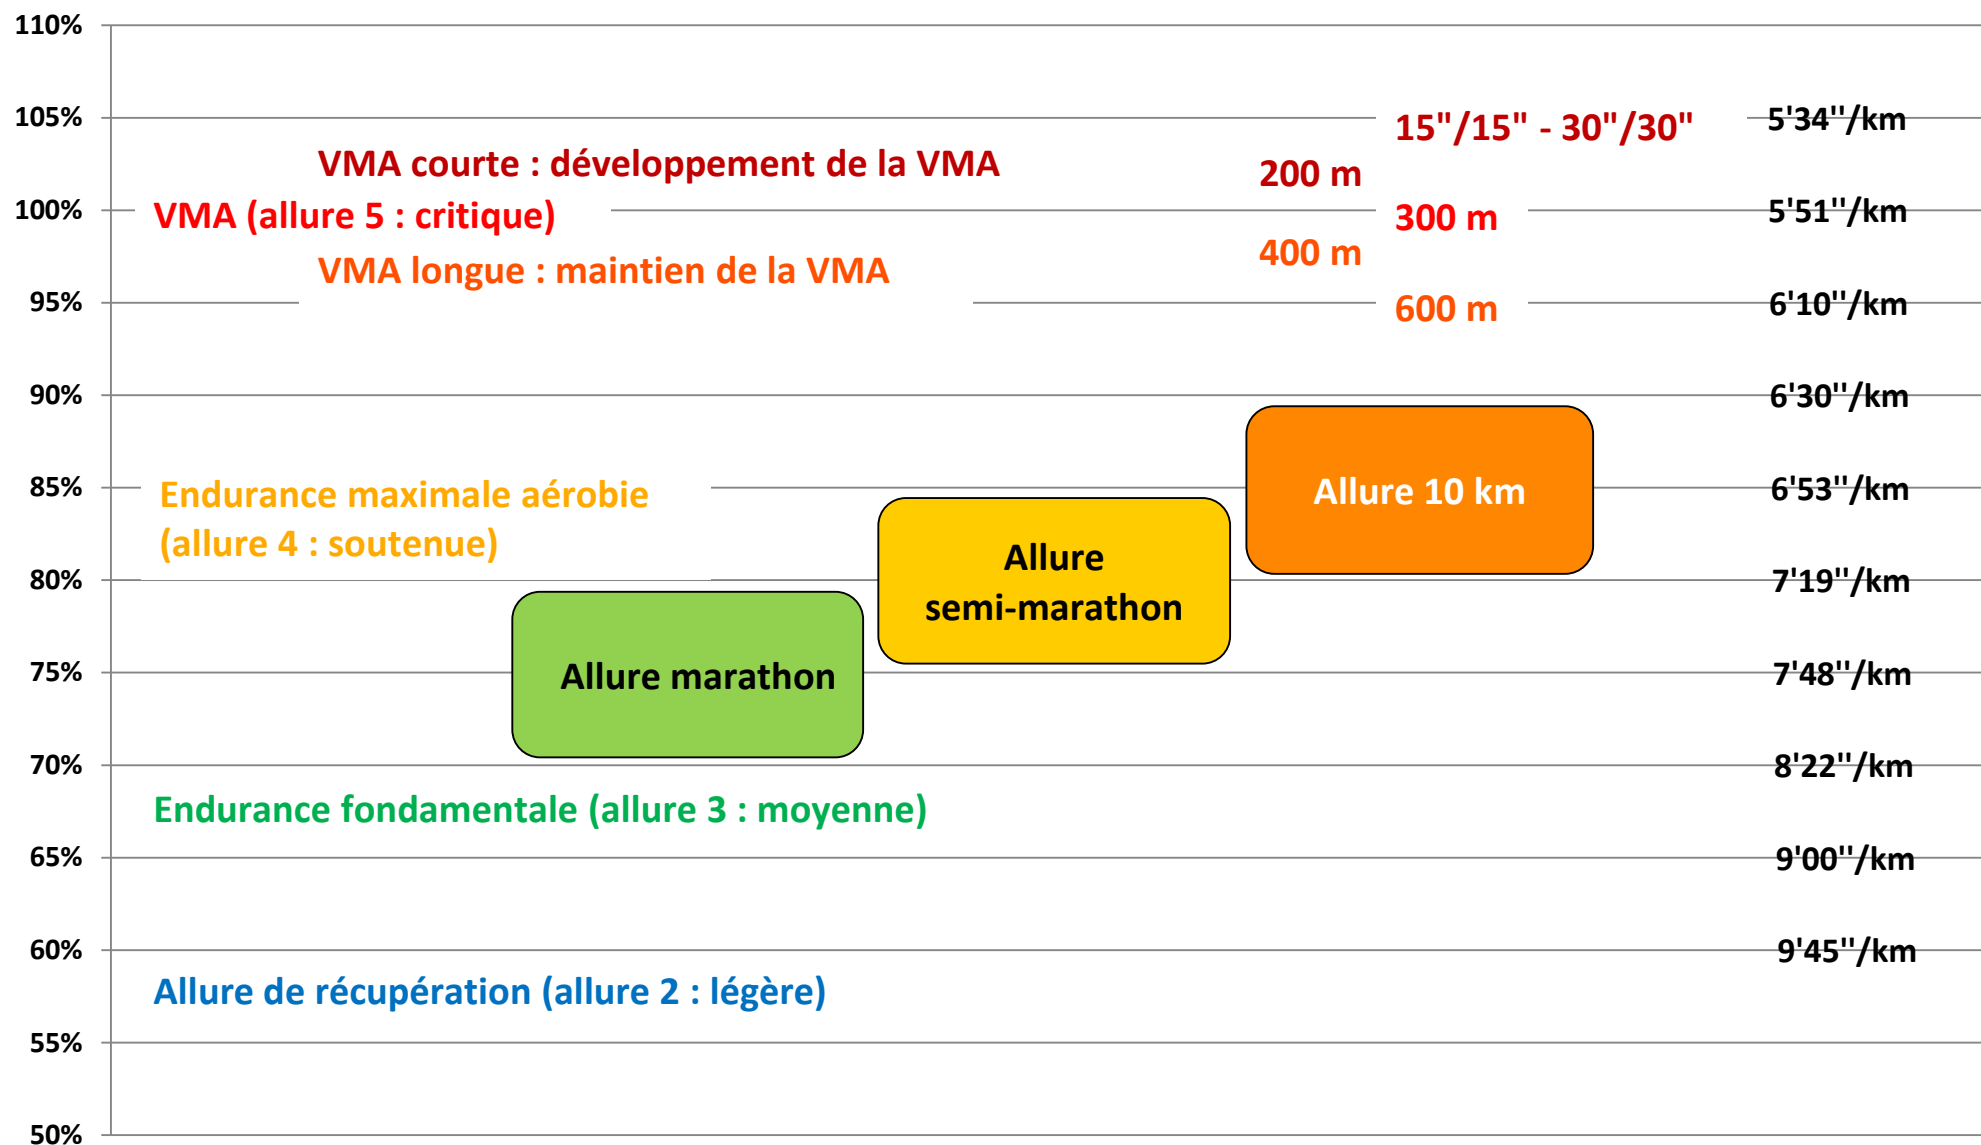 110%
105%
15"/15" - 30"/30"
5'34''/km
VMA courte : développement de la VMA
200 m
100%
VMA (allure 5 : critique)
300 m
5'51''/km
400 m
VMA longue : maintien de la VMA
95%
600 m
6'10''/km
90%
6'30''/km
85%
Endurance maximale aérobie
(allure 4 : soutenue)
Allure 10 km
6'53''/km
Allure
semi-marathon
80%
7'19''/km
75%
Allure marathon
7'48''/km
70%
8'22''/km
Endurance fondamentale (allure 3 : moyenne)
65%
9'00''/km
60%
9'45''/km
Allure de récupération (allure 2 : légère)
55%
50%